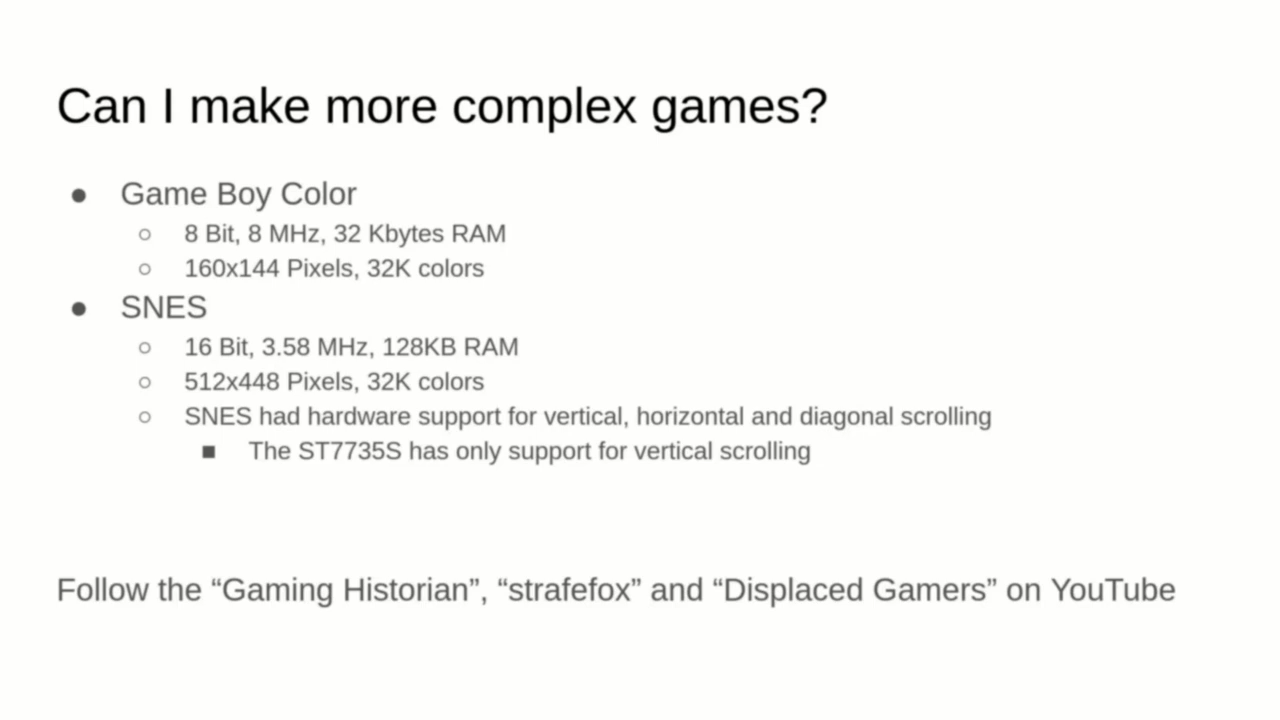 Can I make more complex games?
● Game Boy Color
○ 8 Bit, 8 MHz, 32 Kbytes RAM
○ 160x144 Pixels, 32K colors
● SNES
○ 16 Bit, 3.58 MHz, 128KB RAM
○ 512x448 Pixels, 32K colors
○ SNES had hardware support for vertical, horizontal and diagonal scrolling
■ The ST7735S has only support for vertical scrolling
Follow the “Gaming Historian”, “strafefox” and “Displaced Gamers” on YouTube